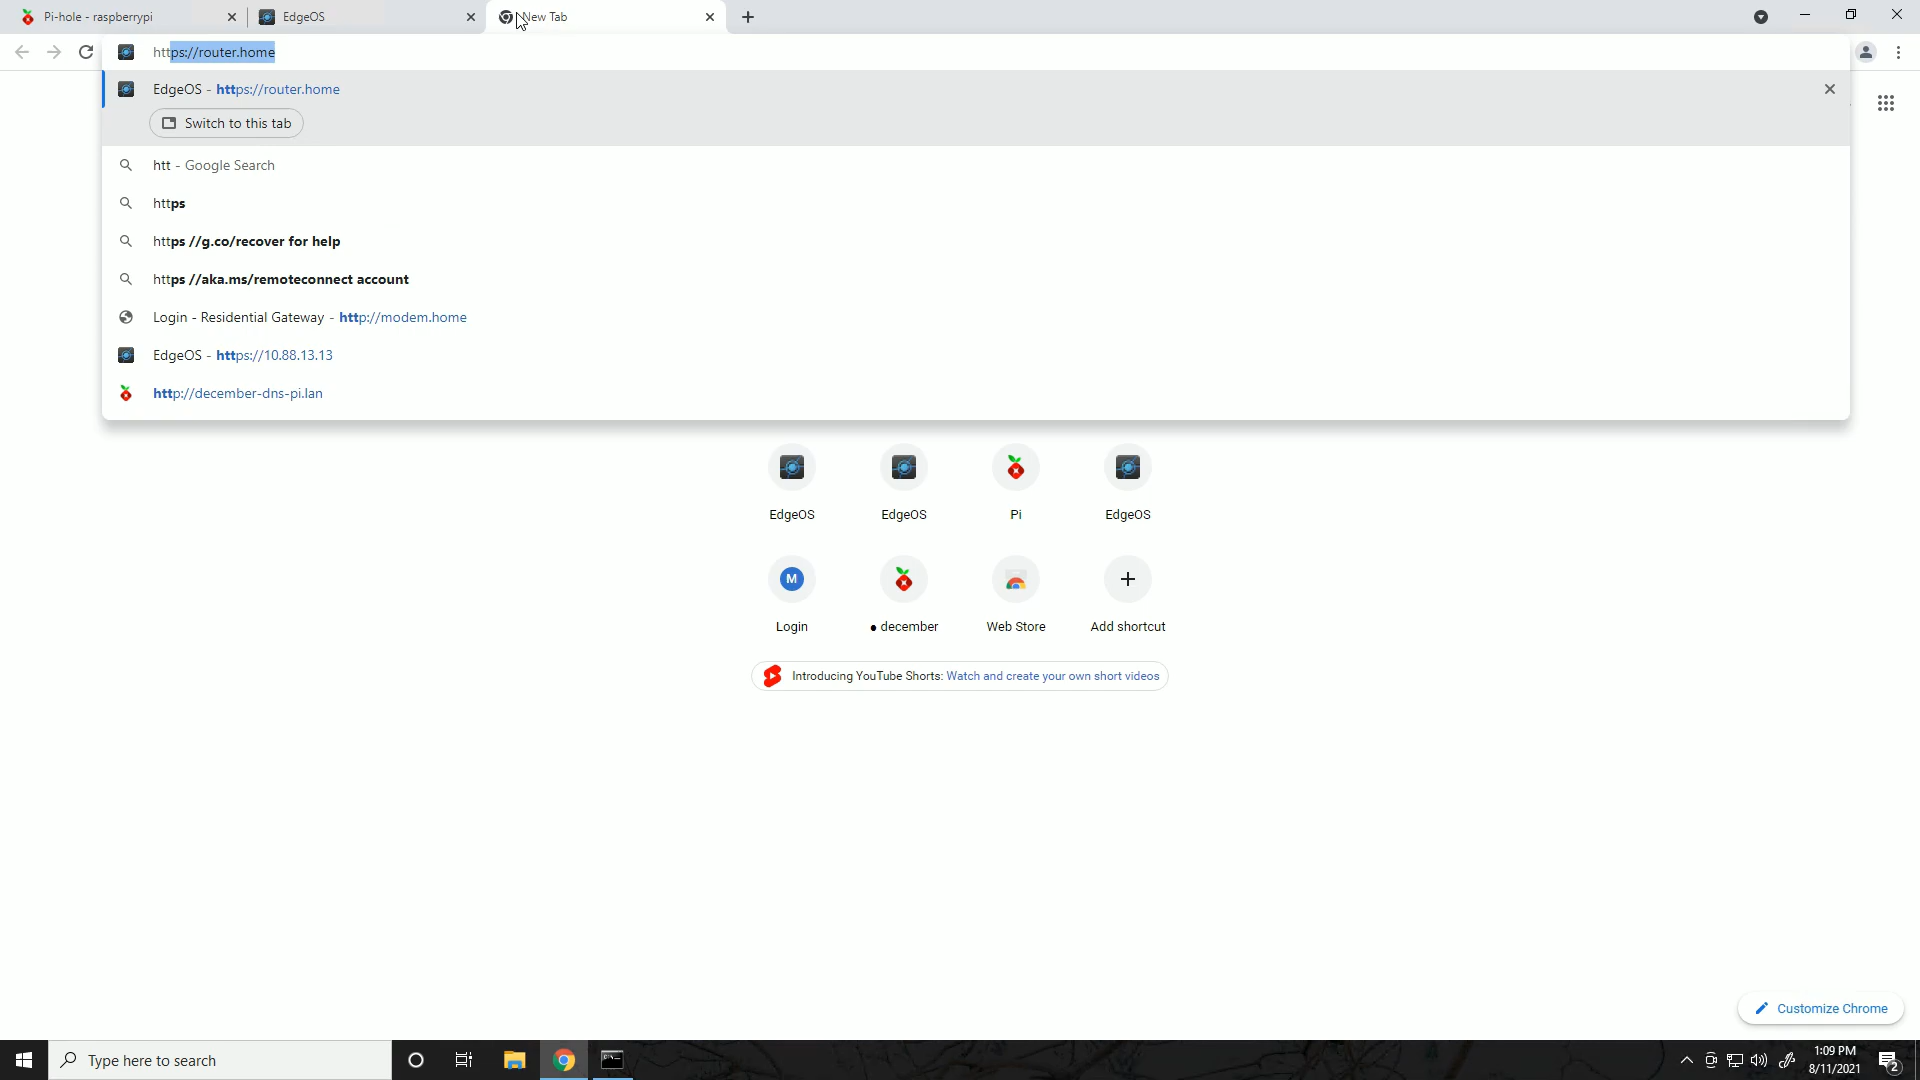 Pi-hole - raspberrypi
EdgeOS
New Tab
https://router.home
EdgeOS - https://router.home
Switch to this tab
htt - Google Search
https
https //g.co/recover for help
https //aka.ms/remoteconnect account
Login - Residential Gateway - http://modem.home
EdgeOS - https://10.88.13.13
http://december-dns-pi.lan
EdgeOS
EdgeOS
Pi
EdgeOS
M
Login
december
Web Store
Add shortcut
Introducing YouTube Shorts: Watch and create your own short videos
Customize Chrome
Type here to search
1:09 PM
8/11/2021
2